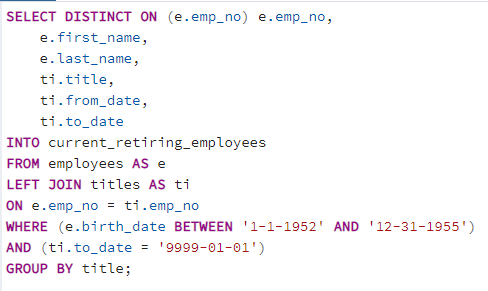 SELECT DISTINCT ON (e.emp_no) e.emp_no,
e.first_name,
e.last_name,
ti.title,
ti.from_date,
ti.to_date
INTO current_retiring_employees
FROM employees AS e
LEFT JOIN titles AS ti
ON e.emp_no = ti.emp_no
WHERE (e.birth_date BETWEEN '1-1-1952' AND '12-31-1955')
AND (ti.to_date = '9999-01-01')
GROUP BY title;